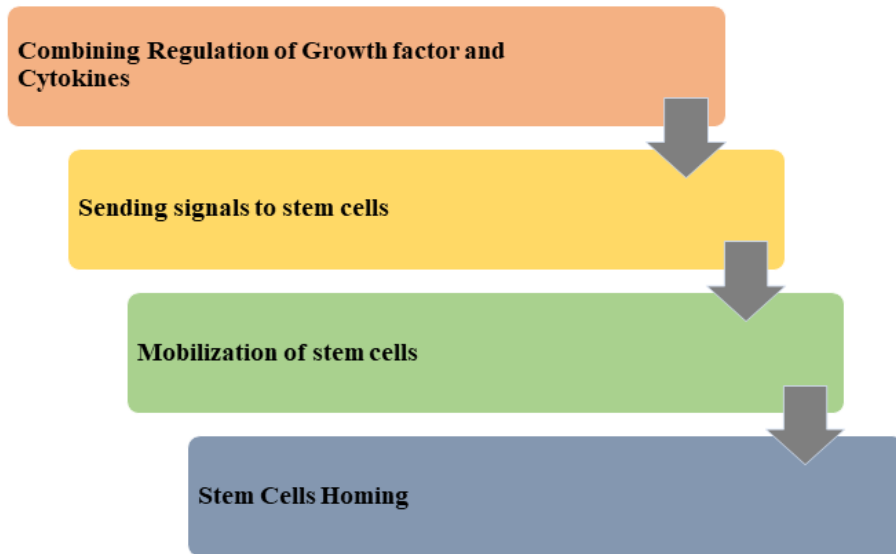 Combining Regulation of Growth factor and
Cytokines
Sending signals to stem cells
Mobilization of stem cells
Stem Cells Homing